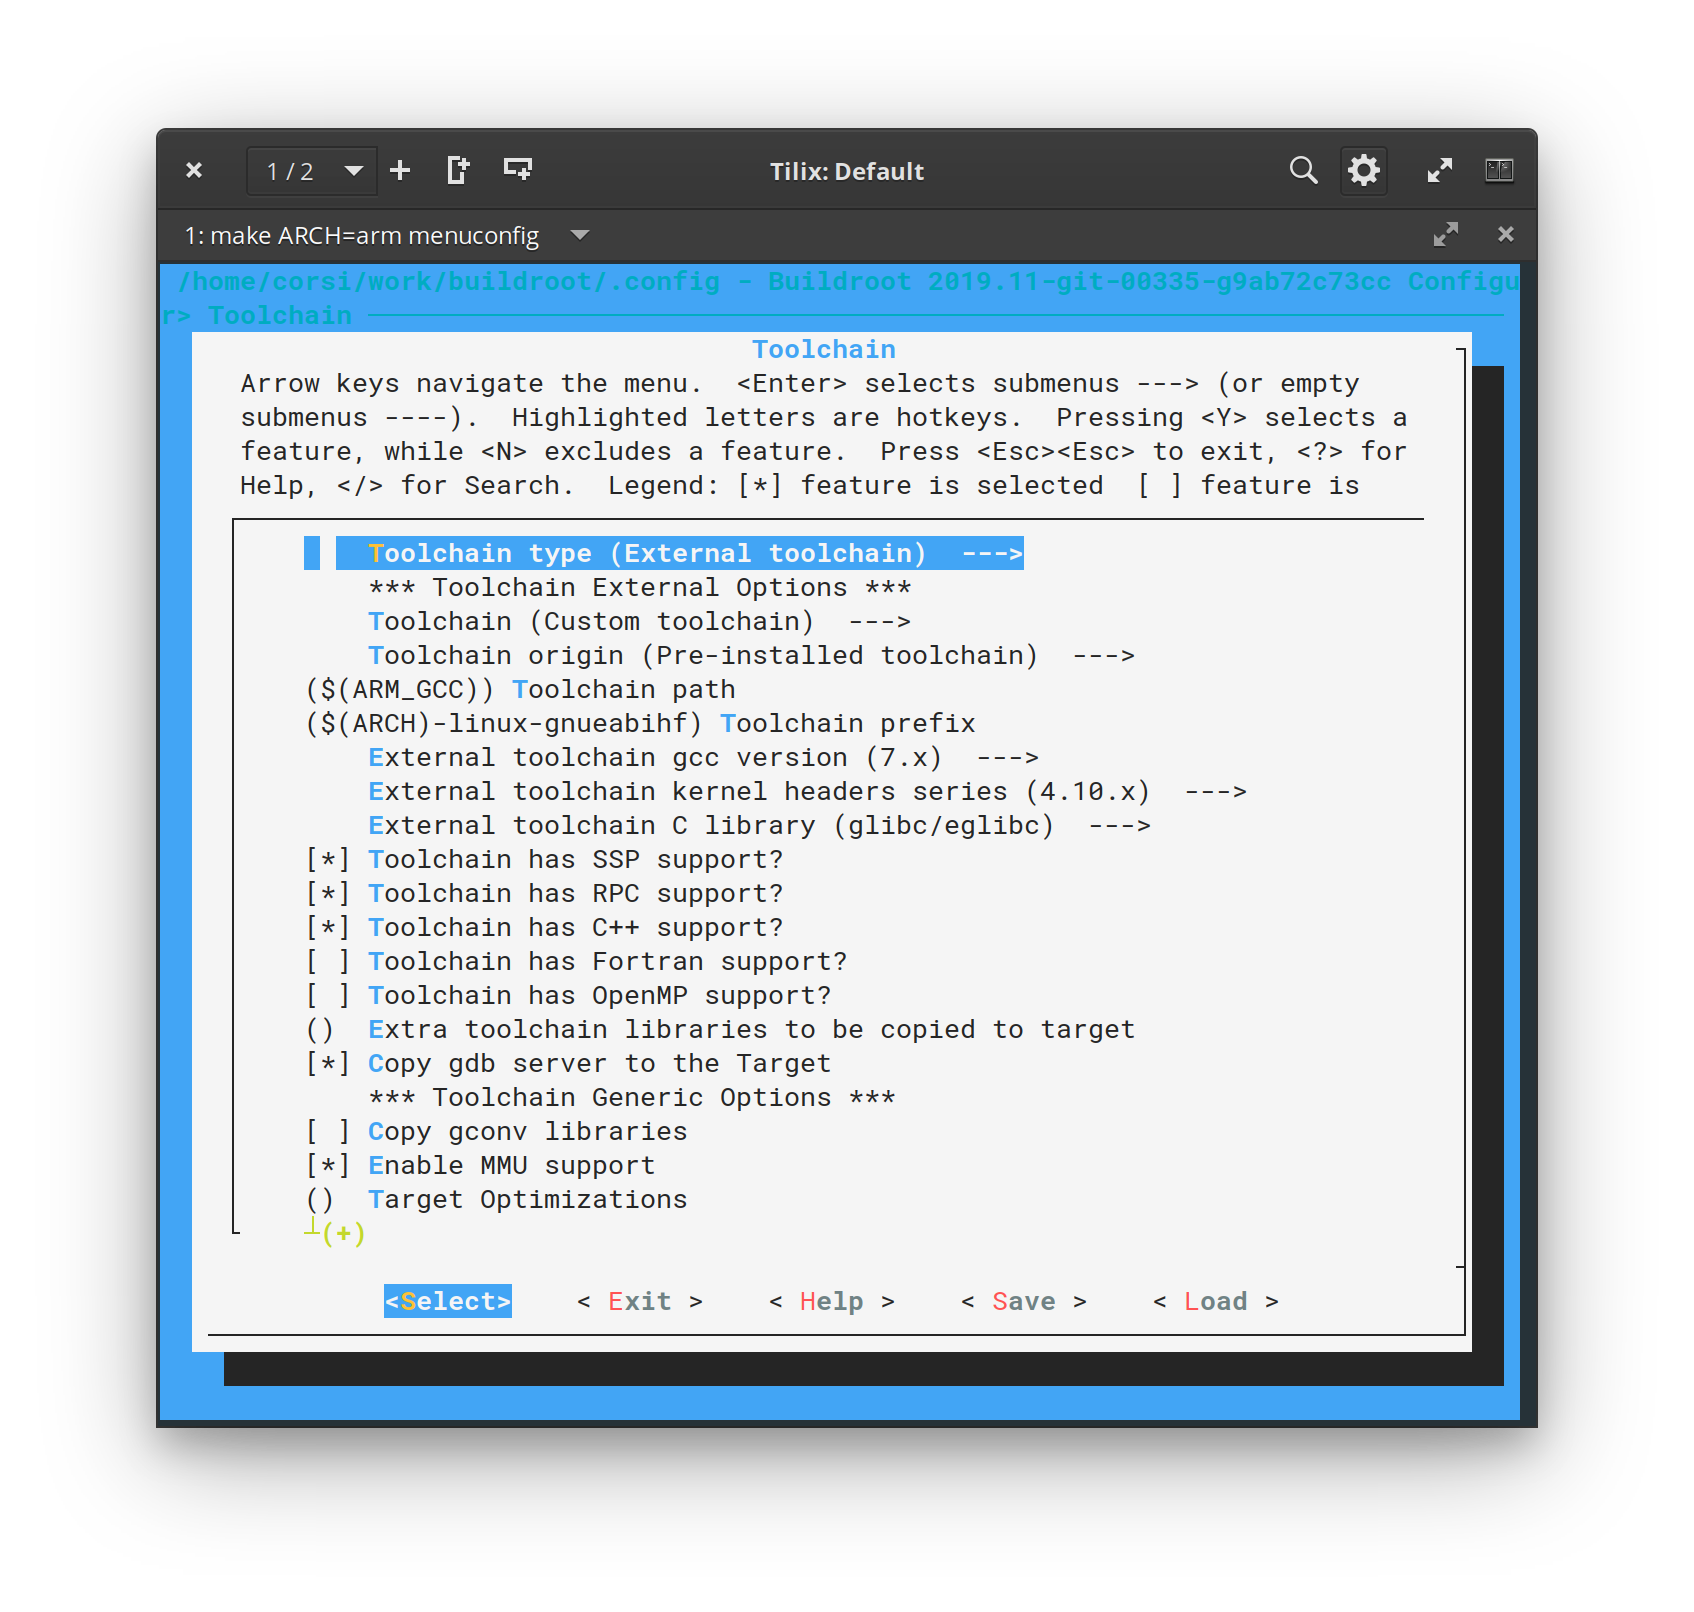 1 / 2
Tilix: Default
1: make ARCH=arm menuconfig
/home/corsi/work/buildroot/.config - Buildroot 2019.11-git-00335-g9ab72c73cc Configu
r> Toolchain
Toolchain
Arrow keys navigate the menu.  <Enter> selects submenus ---> (or empty
submenus ----).  Highlighted letters are hotkeys.  Pressing <Y> selects a
feature, while <N> excludes a feature.  Press <Esc><Esc> to exit, <?> for
Help, </> for Search.  Legend: [*] feature is selected  [ ] feature is
Toolchain type (External toolchain)  --->
*** Toolchain External Options ***
Toolchain (Custom toolchain)  --->
Toolchain origin (Pre-installed toolchain)  --->
($(ARM_GCC)) Toolchain path
($(ARCH)-linux-gnueabihf) Toolchain prefix
External toolchain gcc version (7.x)  --->
External toolchain kernel headers series (4.10.x)  --->
External toolchain C library (glibc/eglibc)  --->
[*] Toolchain has SSP support?
[*] Toolchain has RPC support?
[*] Toolchain has C++ support?
[ ] Toolchain has Fortran support?
[ ] Toolchain has OpenMP support?
()  Extra toolchain libraries to be copied to target
[*] Copy gdb server to the Target
*** Toolchain Generic Options ***
[ ] Copy gconv libraries
[*] Enable MMU support
()  Target Optimizations
┴(+)
<Select>    < Exit >    < Help >    < Save >    < Load >